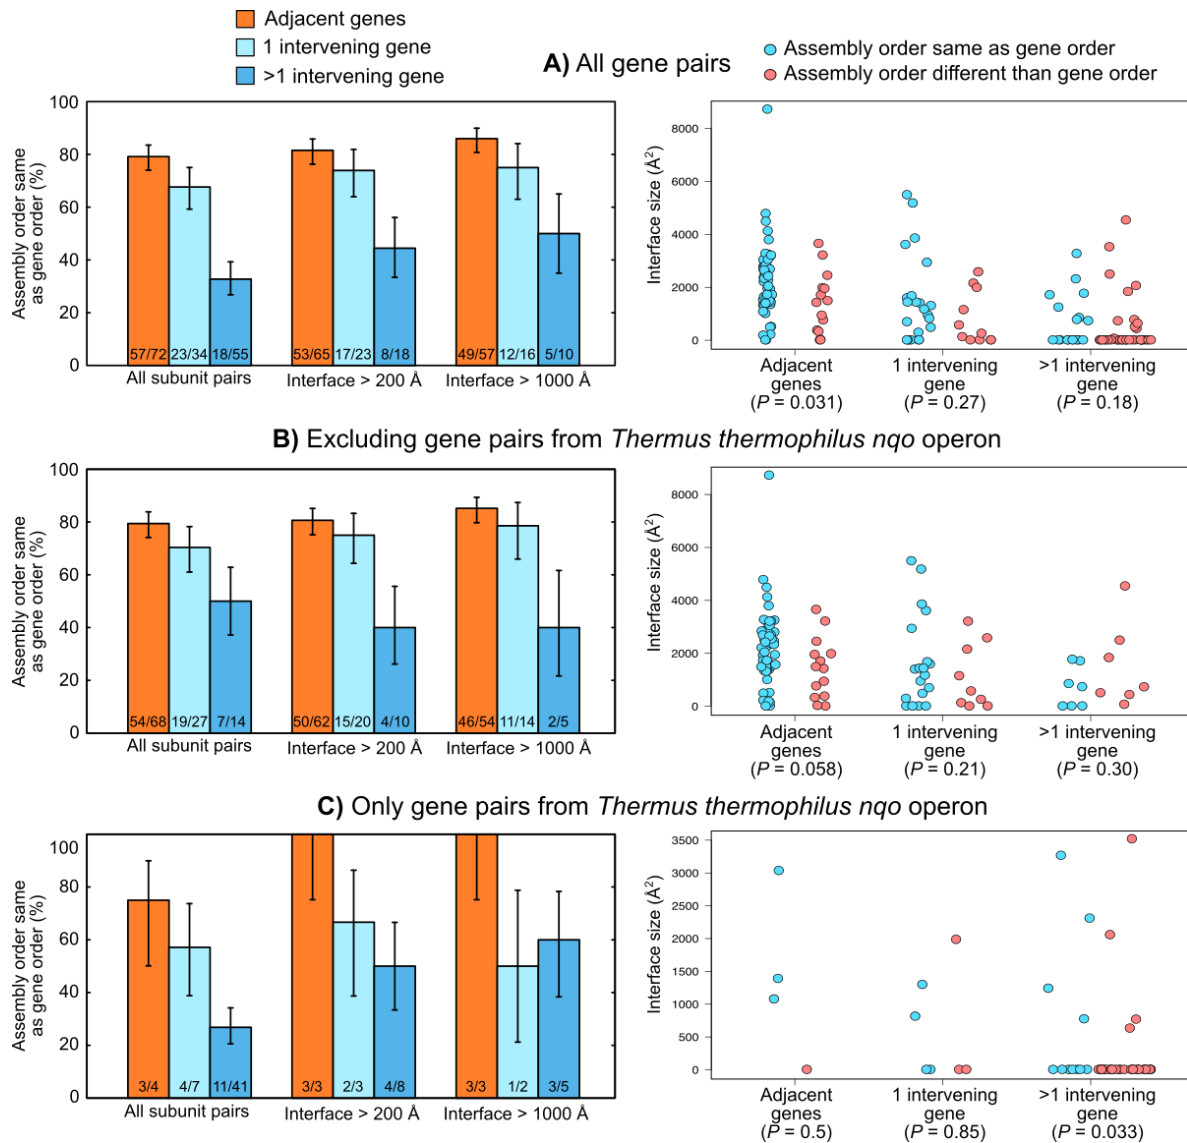 Adjacent genes
1 intervening gene
>1 intervening gene
A) All gene pairs
Assembly order same as gene order
Assembly order different than gene order
Assembly order same
as gene order (%)
100
80
60
40
20
0
57/72 23/34 18/55 53/65 17/23 8/18 49/57 12/16 5/10
All subunit pairs Interface > 200 Å Interface > 1000 Å
Interface size (Å²)
8000
6000
4000
2000
0
Adjacent genes (P = 0.031)
1 intervening gene (P = 0.27)
>1 intervening gene (P = 0.18)
B) Excluding gene pairs from Thermus thermophilus nqo operon
Assembly order same
as gene order (%)
100
80
60
40
20
0
54/68 19/27 7/14 50/62 15/20 4/10 46/54 11/14 2/5
All subunit pairs Interface > 200 Å Interface > 1000 Å
Interface size (Å²)
8000
6000
4000
2000
0
Adjacent genes (P = 0.058)
1 intervening gene (P = 0.21)
>1 intervening gene (P = 0.30)
C) Only gene pairs from Thermus thermophilus nqo operon
Assembly order same
as gene order (%)
100
80
60
40
20
0
3/4 4/7 11/41 3/3 2/3 4/8 3/3 1/2 3/5
All subunit pairs Interface > 200 Å Interface > 1000 Å
Interface size (Å²)
3500
3000
2500
2000
1500
1000
500
0
Adjacent genes (P = 0.5)
1 intervening gene (P = 0.85)
>1 intervening gene (P = 0.033)